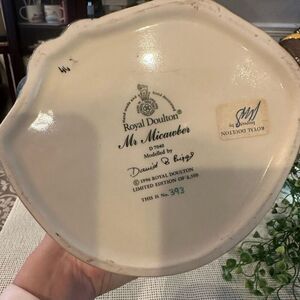 Royal Doulton
Mr Micawber
D 7040
Modelled by
David B Biggs
© 1996 ROYAL DOULTON
LIMITED EDITION OF 2,500
THIS IS No. 393
ROYAL DOULTON